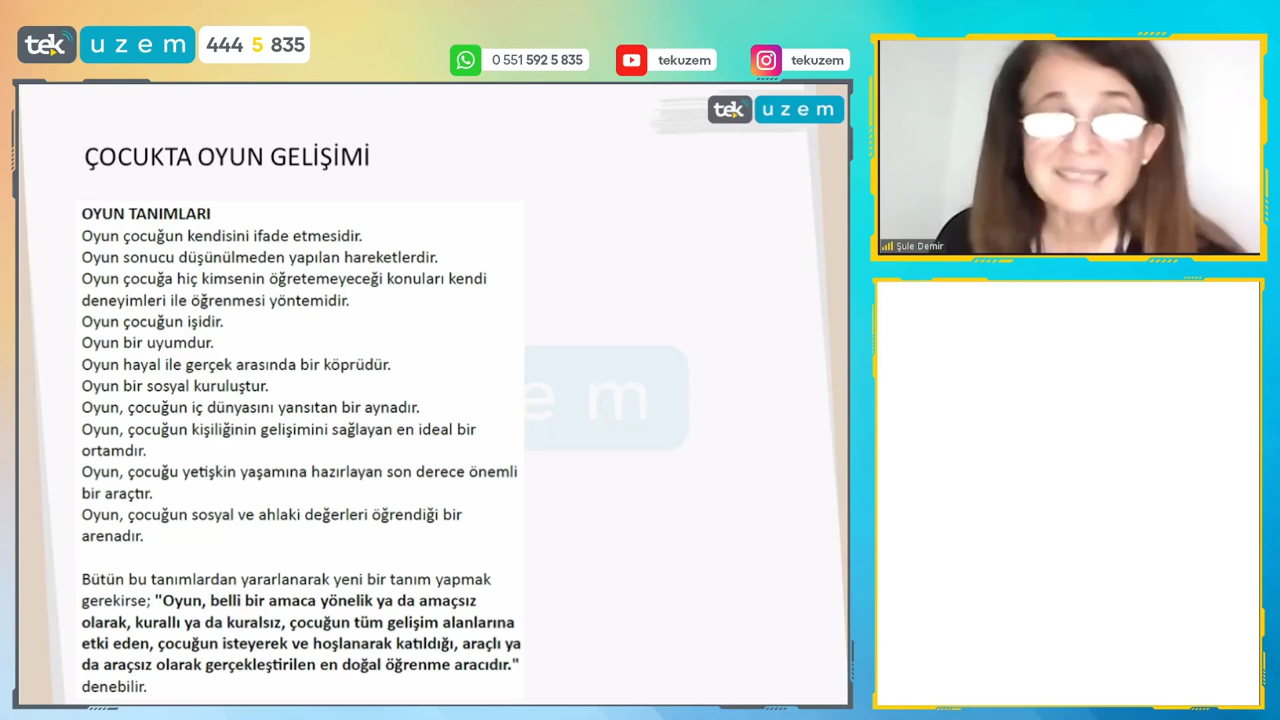 tek uzem 444 5 835
0 551 592 5 835
tekuzem
tekuzem
tek uzem
Şule Demir
ÇOCUKTA OYUN GELİŞİMİ
OYUN TANIMLARI
Oyun çocuğun kendisini ifade etmesidir.
Oyun sonucu düşünülmeden yapılan hareketlerdir.
Oyun çocuğa hiç kimsenin öğretemeyeceği konuları kendi
deneyimleri ile öğrenmesi yöntemidir.
Oyun çocuğun işidir.
Oyun bir uyumdur.
Oyun hayal ile gerçek arasında bir köprüdür.
Oyun bir sosyal kuruluştur.
Oyun, çocuğun iç dünyasını yansıtan bir aynadır.
Oyun, çocuğun kişiliğinin gelişimini sağlayan en ideal bir
ortamdır.
Oyun, çocuğu yetişkin yaşamına hazırlayan son derece önemli
bir araçtır.
Oyun, çocuğun sosyal ve ahlaki değerleri öğrendiği bir
arenadır.
Bütün bu tanımlardan yararlanarak yeni bir tanım yapmak
gerekirse; "Oyun, belli bir amaca yönelik ya da amaçsız
olarak, kurallı ya da kuralsız, çocuğun tüm gelişim alanlarına
etki eden, çocuğun isteyerek ve hoşlanarak katıldığı, araçlı ya
da araçsız olarak gerçekleştirilen en doğal öğrenme aracıdır."
denebilir.
e m